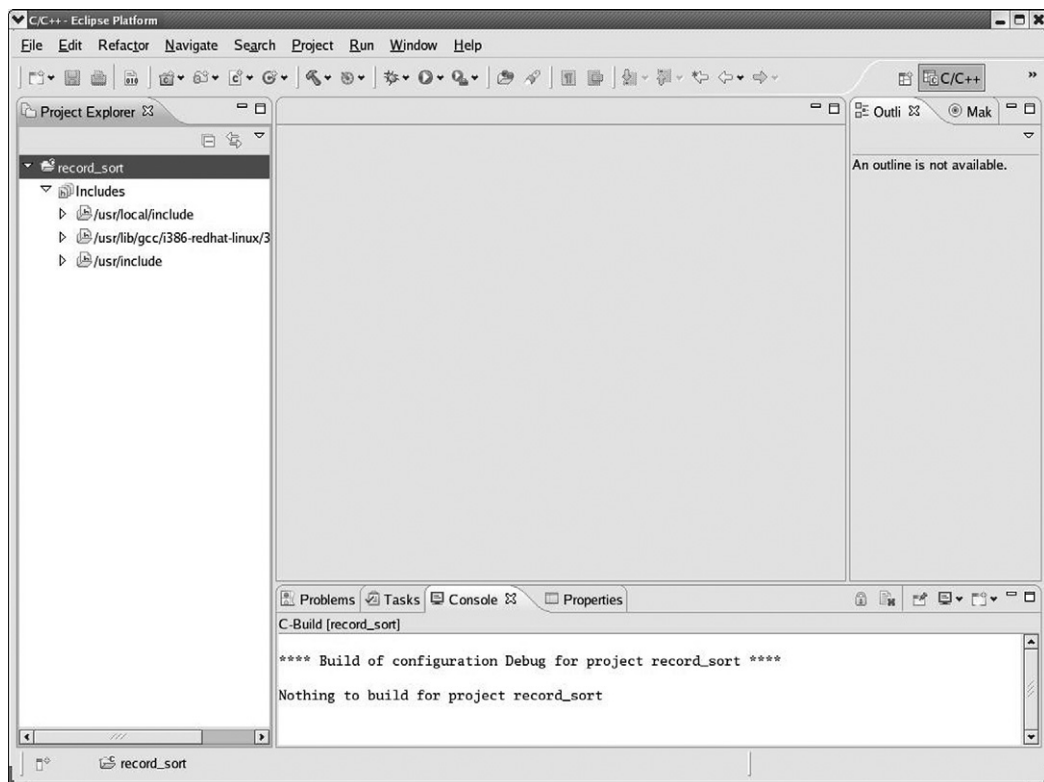 C/C++ - Eclipse Platform
File Edit Refactor Navigate Search Project Run Window Help
C/C++
Project Explorer
Outli
Mak
record_sort
Includes
/usr/local/include
/usr/lib/gcc/i386-redhat-linux/3
/usr/include
An outline is not available.
Problems Tasks Console Properties
C-Build [record_sort]
**** Build of configuration Debug for project record_sort ****
Nothing to build for project record_sort
record_sort